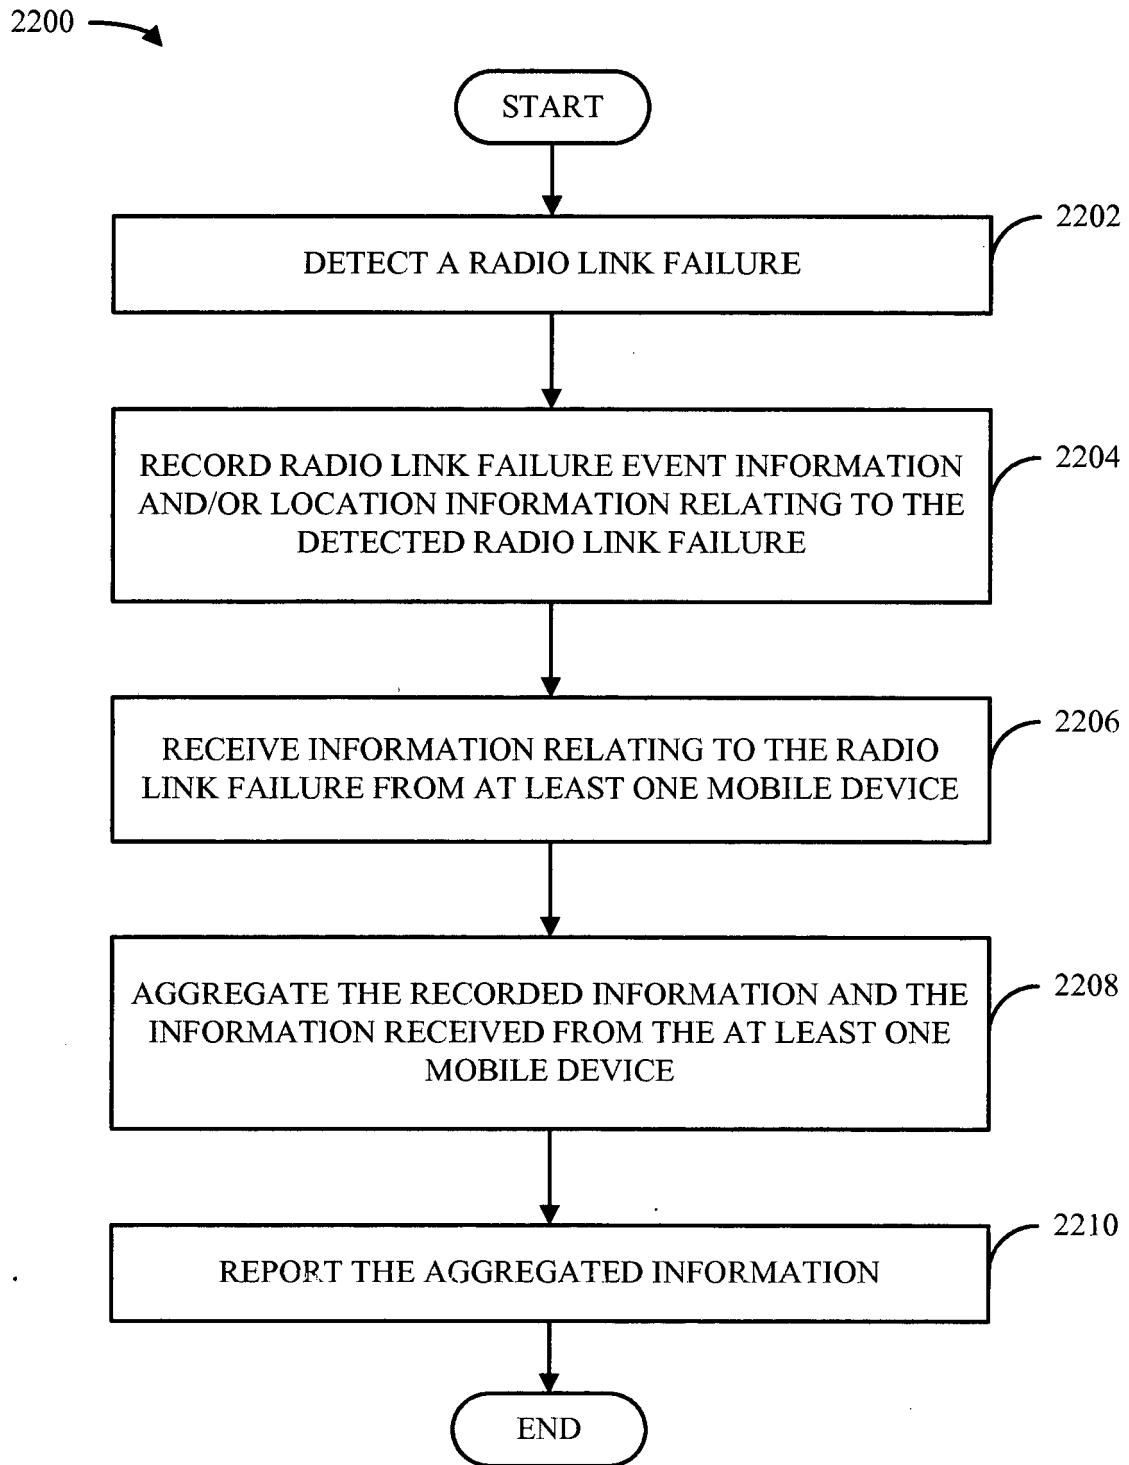 2200
START
2202
DETECT A RADIO LINK FAILURE
2204
RECORD RADIO LINK FAILURE EVENT INFORMATION
AND/OR LOCATION INFORMATION RELATING TO THE
DETECTED RADIO LINK FAILURE
2206
RECEIVE INFORMATION RELATING TO THE RADIO
LINK FAILURE FROM AT LEAST ONE MOBILE DEVICE
2208
AGGREGATE THE RECORDED INFORMATION AND THE
INFORMATION RECEIVED FROM THE AT LEAST ONE
MOBILE DEVICE
2210
REPORT THE AGGREGATED INFORMATION
END